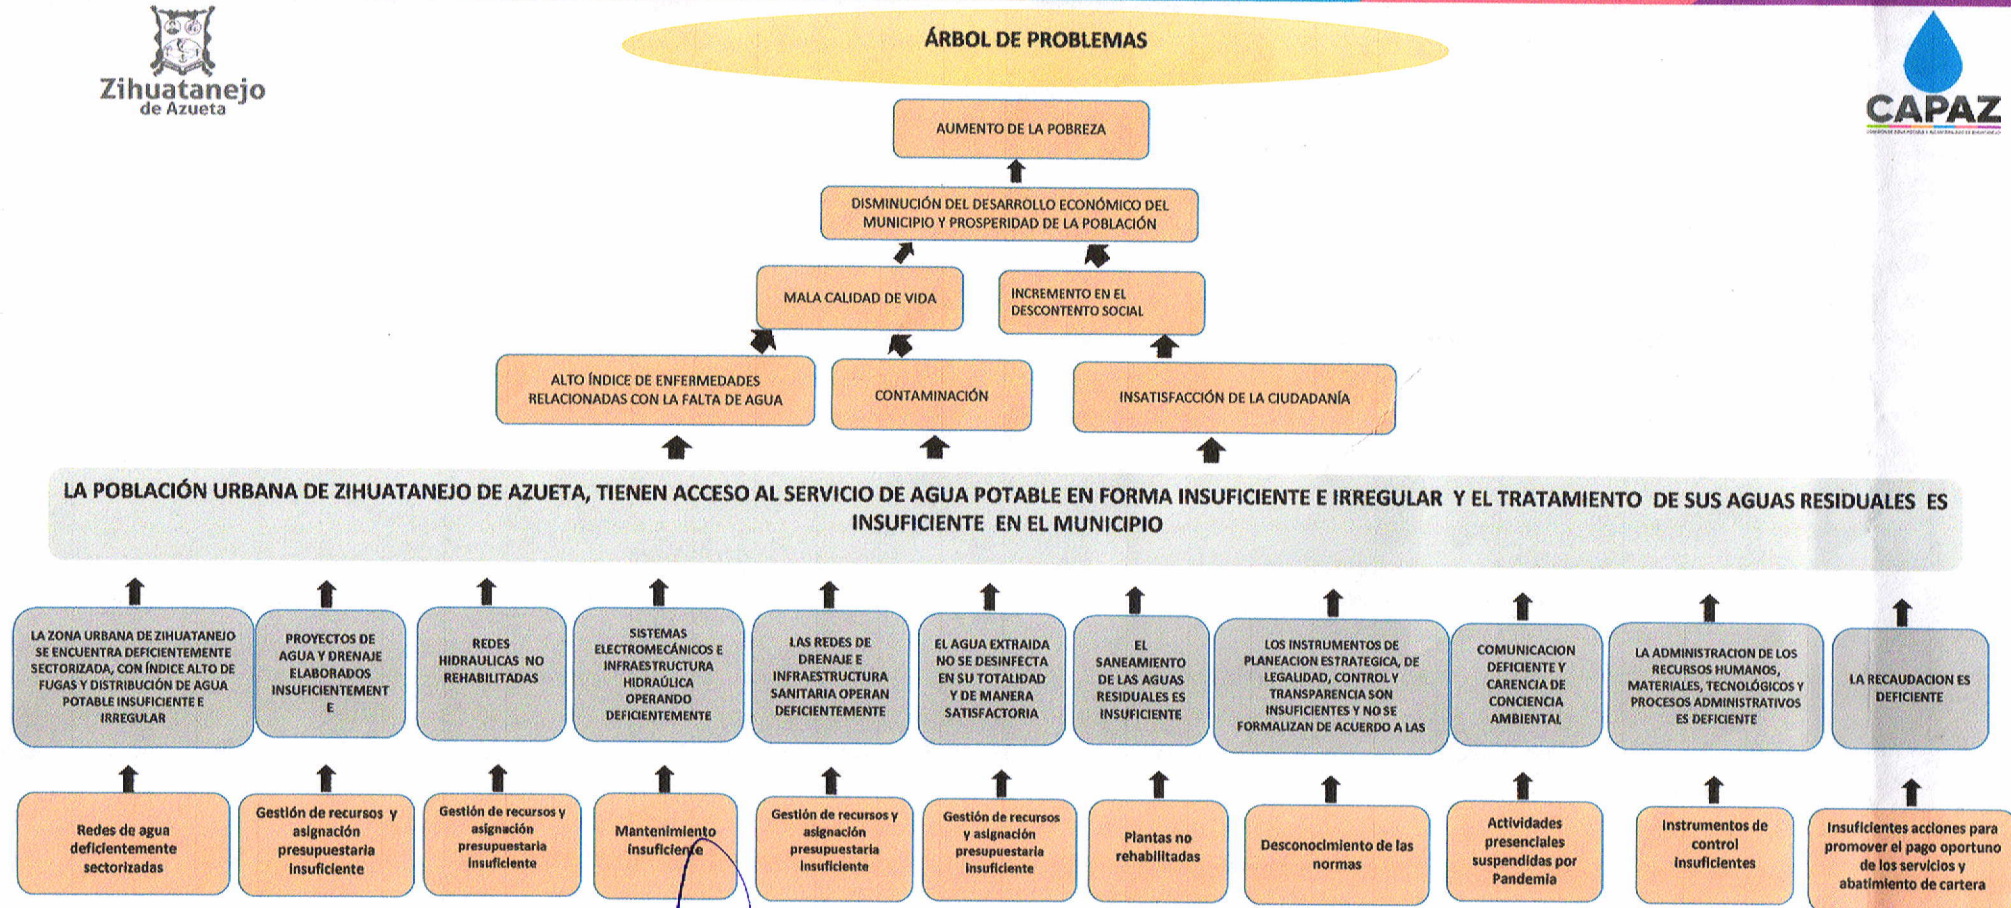 Zihuatanejo
de Azueta
ÁRBOL DE PROBLEMAS
CAPAZ
AUMENTO DE LA POBREZA
DISMINUCIÓN DEL DESARROLLO ECONÓMICO DEL
MUNICIPIO Y PROSPERIDAD DE LA POBLACIÓN
MALA CALIDAD DE VIDA
INCREMENTO EN EL
DESCONTENTO SOCIAL
ALTO ÍNDICE DE ENFERMEDADES
RELACIONADAS CON LA FALTA DE AGUA
CONTAMINACIÓN
INSATISFACCIÓN DE LA CIUDADANÍA
LA POBLACIÓN URBANA DE ZIHUATANEJO DE AZUETA, TIENEN ACCESO AL SERVICIO DE AGUA POTABLE EN FORMA INSUFICIENTE E IRREGULAR Y EL TRATAMIENTO DE SUS AGUAS RESIDUALES ES
INSUFICIENTE EN EL MUNICIPIO
LA ZONA URBANA DE ZIHUATANEJO
SE ENCUENTRA DEFICIENTEMENTE
SECTORIZADA, CON ÍNDICE ALTO DE
FUGAS Y DISTRIBUCIÓN DE AGUA
POTABLE INSUFICIENTE E
IRREGULAR
PROYECTOS DE
AGUA Y DRENAJE
ELABORADOS
INSUFICIENTEMENT
E
REDES
HIDRAULICAS NO
REHABILITADAS
SISTEMAS
ELECTROMECÁNICOS E
INFRAESTRUCTURA
HIDRAÚLICA
OPERANDO
DEFICIENTEMENTE
LAS REDES DE
DRENAJE E
INFRAESTRUCTURA
SANITARIA OPERAN
DEFICIENTEMENTE
EL AGUA EXTRAIDA
NO SE DESINFECTA
EN SU TOTALIDAD
Y DE MANERA
SATISFACTORIA
EL
SANEAMIENTO
DE LAS AGUAS
RESIDUALES ES
INSUFICIENTE
LOS INSTRUMENTOS DE
PLANEACION ESTRATEGICA, DE
LEGALIDAD, CONTROL Y
TRANSPARENCIA SON
INSUFICIENTES Y NO SE
FORMALIZAN DE ACUERDO A LAS
COMUNICACION
DEFICIENTE Y
CARENCIA DE
CONCIENCIA
AMBIENTAL
LA ADMINISTRACION DE LOS
RECURSOS HUMANOS,
MATERIALES, TECNOLÓGICOS Y
PROCESOS ADMINISTRATIVOS
ES DEFICIENTE
LA RECAUDACION ES
DEFICIENTE
Redes de agua
deficientemente
sectorizadas
Gestión de recursos y
asignación
presupuestaria
insuficiente
Gestión de recursos y
asignación
presupuestaria
insuficiente
Mantenimiento
insuficiente
Gestión de recursos y
asignación
presupuestaria
insuficiente
Gestión de recursos
y asignación
presupuestaria
insuficiente
Plantas no
rehabilitadas
Desconocimiento de las
normas
Actividades
presenciales
suspendidas por
Pandemia
Instrumentos de
control
insuficientes
Insuficientes acciones para
promover el pago oportuno
de los servicios y
abatimiento de cartera